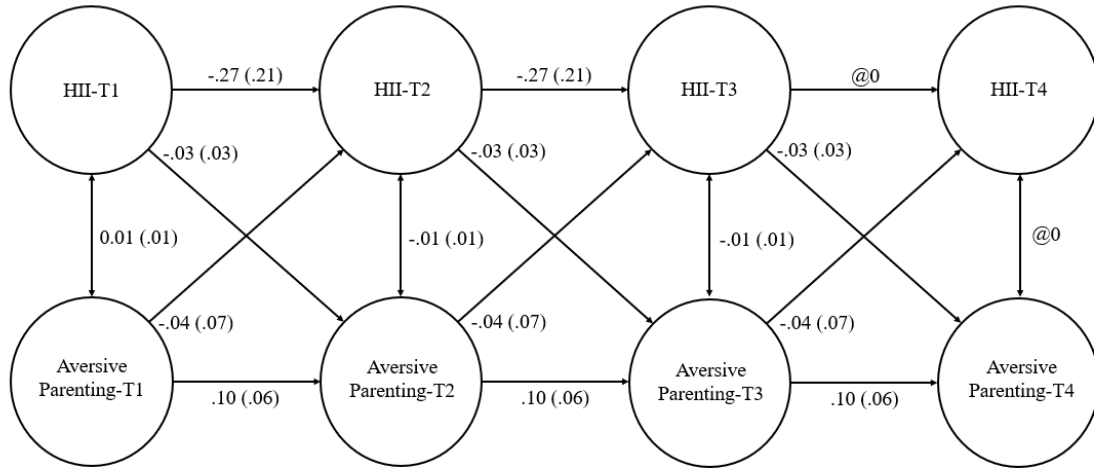 -.27 (.21)
-.27 (.21)
@0
HII-T1
HII-T2
HII-T3
HII-T4
-.03 (.03)
-.03 (.03)
-.03 (.03)
0.01 (.01)
-.01 (.01)
-.01 (.01)
@0
-.04 (.07)
-.04 (.07)
-.04 (.07)
Aversive
Parenting-T1
Aversive
Parenting-T2
Aversive
Parenting-T3
Aversive
Parenting-T4
.10 (.06)
.10 (.06)
.10 (.06)